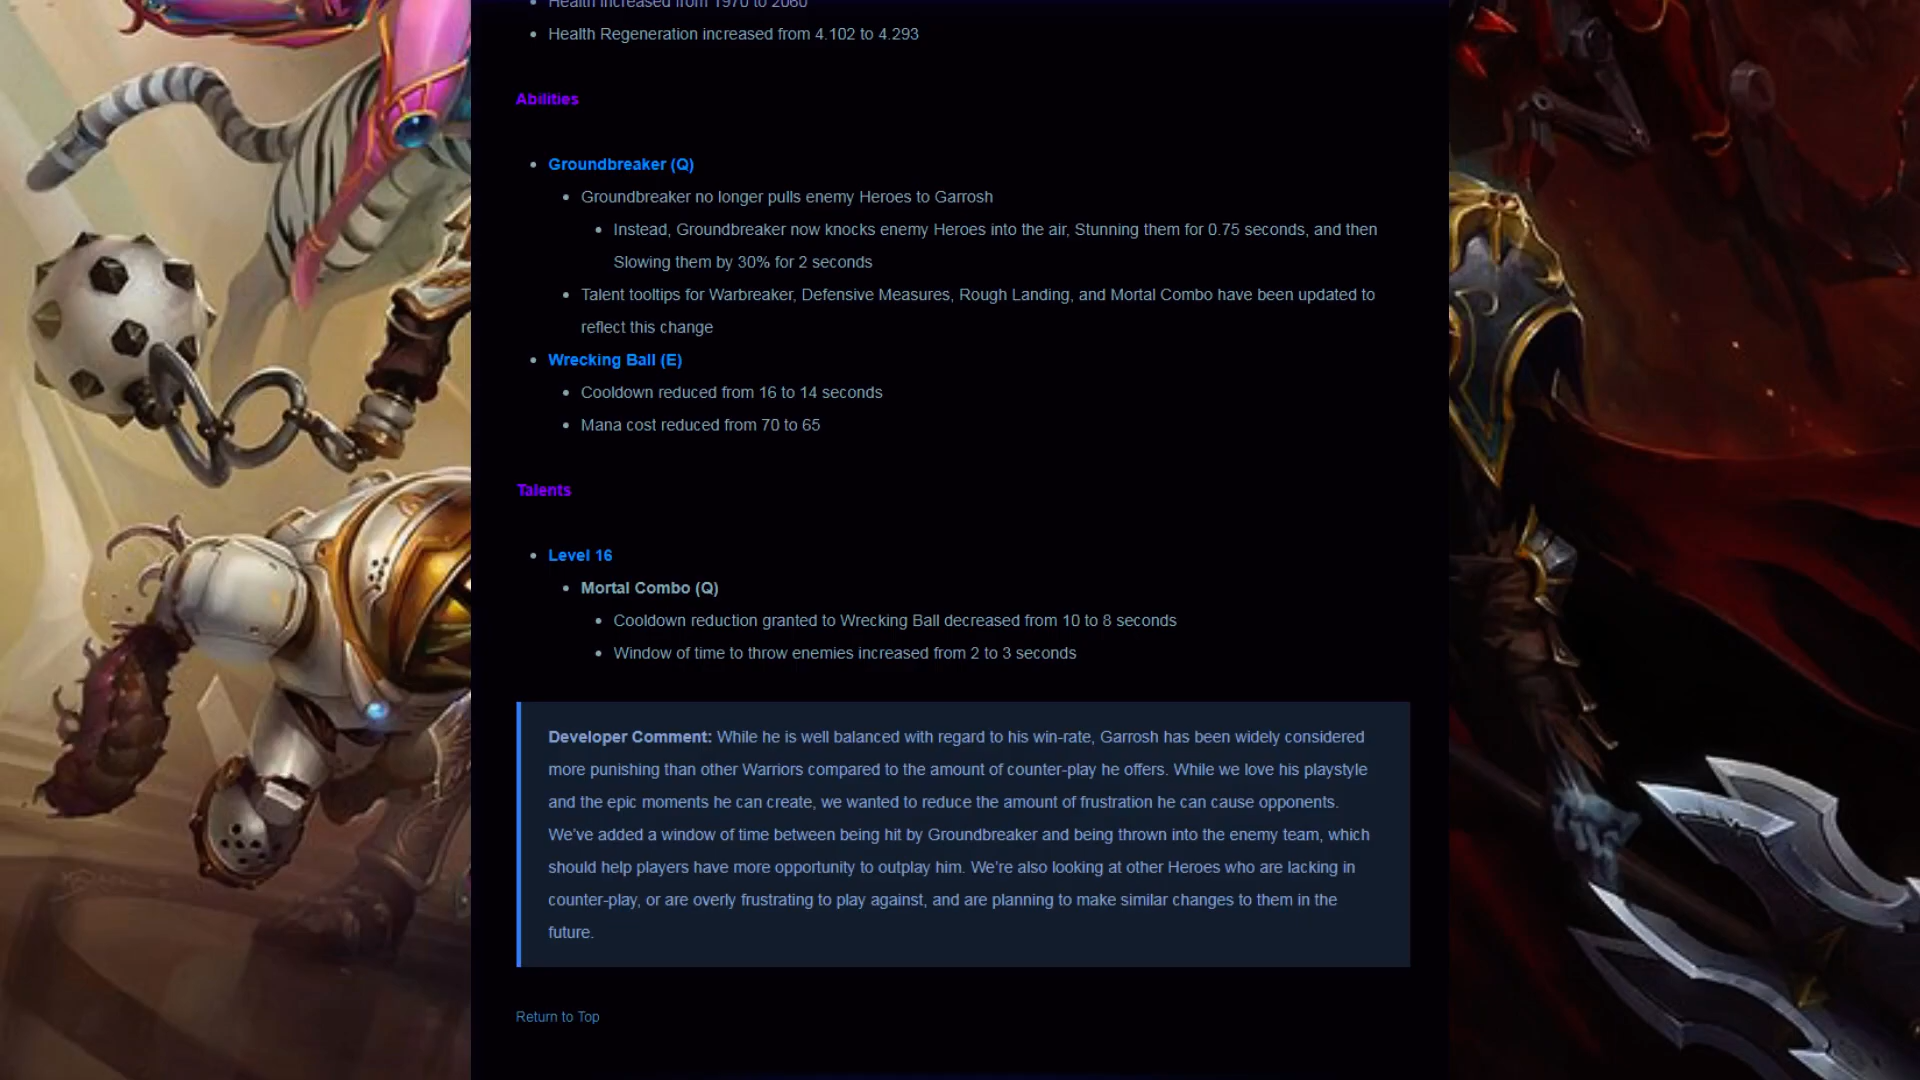 Health increased from 1970 to 2060
Health Regeneration increased from 4.102 to 4.293
Abilities
Groundbreaker (Q)
Groundbreaker no longer pulls enemy Heroes to Garrosh
Instead, Groundbreaker now knocks enemy Heroes into the air, Stunning them for 0.75 seconds, and then
Slowing them by 30% for 2 seconds
Talent tooltips for Warbreaker, Defensive Measures, Rough Landing, and Mortal Combo have been updated to
reflect this change
Wrecking Ball (E)
Cooldown reduced from 16 to 14 seconds
Mana cost reduced from 70 to 65
Talents
Level 16
Mortal Combo (Q)
Cooldown reduction granted to Wrecking Ball decreased from 10 to 8 seconds
Window of time to throw enemies increased from 2 to 3 seconds
Developer Comment: While he is well balanced with regard to his win-rate, Garrosh has been widely considered
more punishing than other Warriors compared to the amount of counter-play he offers. While we love his playstyle
and the epic moments he can create, we wanted to reduce the amount of frustration he can cause opponents.
We’ve added a window of time between being hit by Groundbreaker and being thrown into the enemy team, which
should help players have more opportunity to outplay him. We’re also looking at other Heroes who are lacking in
counter-play, or are overly frustrating to play against, and are planning to make similar changes to them in the
future.
Return to Top